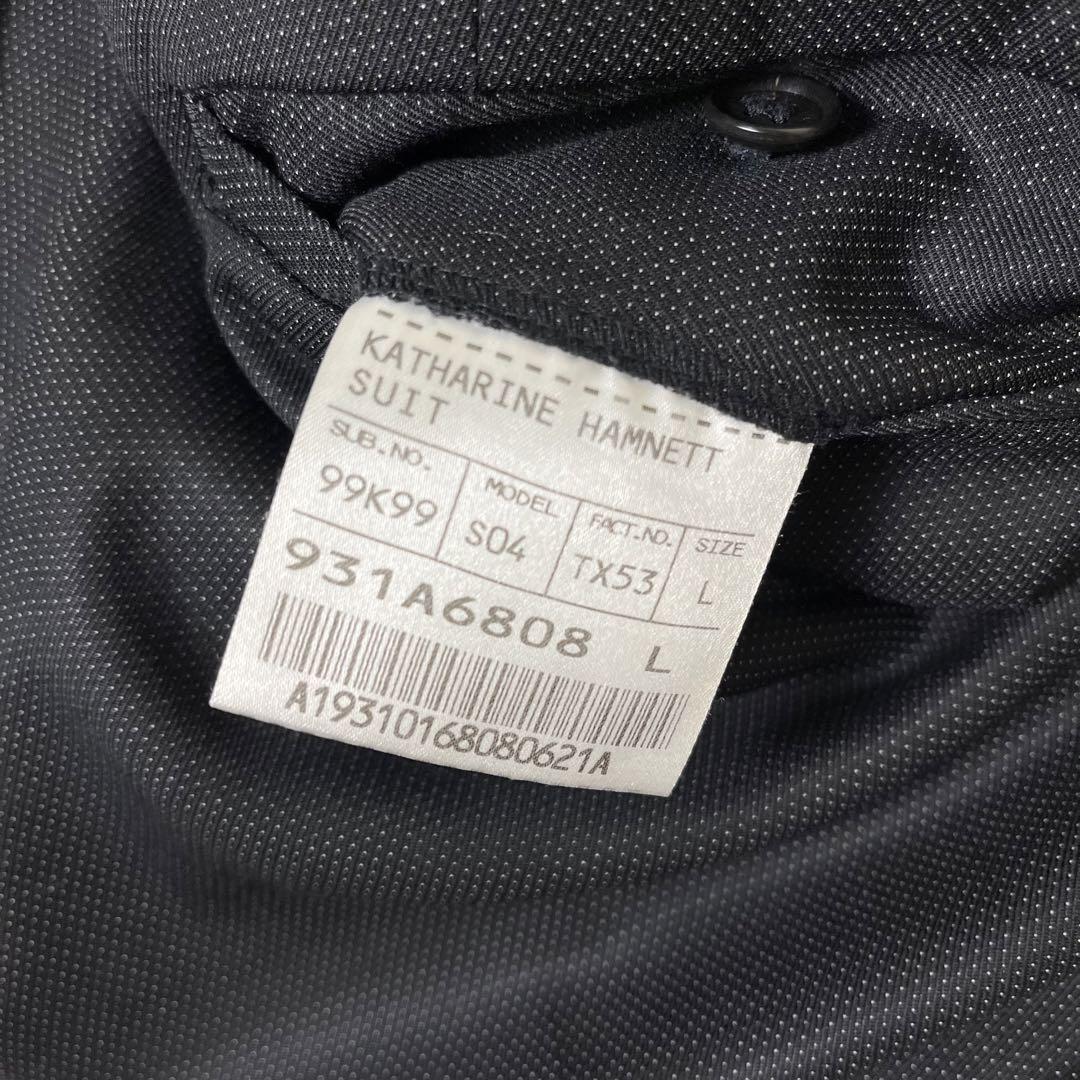 KATHARINE HAMNETT
SUIT
SUB.NO. MODEL FACT.NO. SIZE
99K99 S04 TX53 L
931A6808 L
A19310168080621A